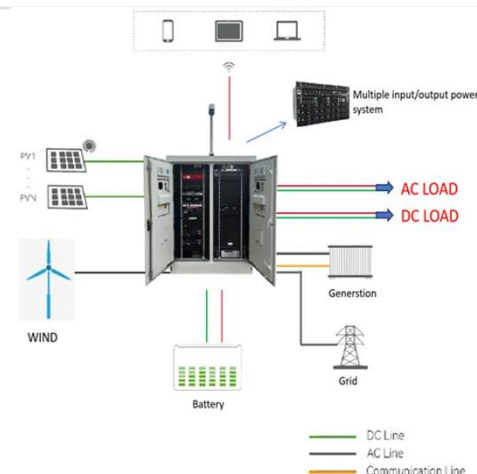 Multiple input/output power
system
PV1
PVN
AC LOAD
DC LOAD
WIND
Generstion
Grid
Battery
DC Line
AC Line
Communication Line